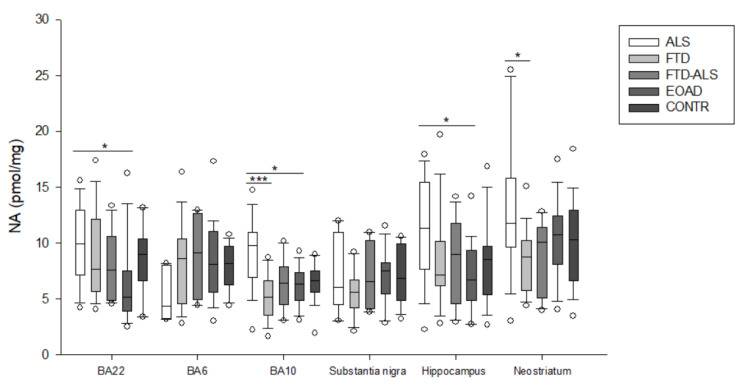 30
25
20
15
10
5
0
NA (pmol/mg)
*
***
*
*
*
BA22 BA6 BA10 Substantia nigra Hippocampus Neostriatum
ALS
FTD
FTD-ALS
EOAD
CONTR